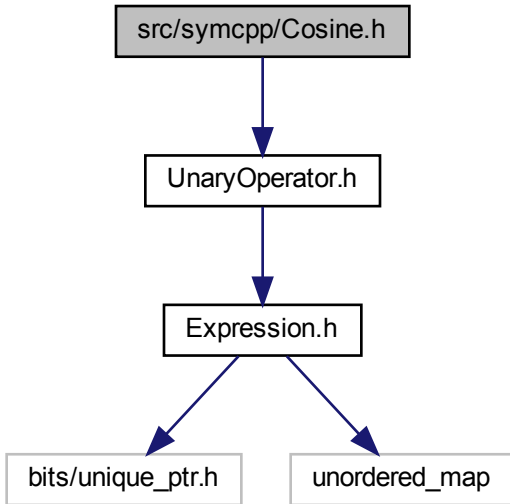 src/symcpp/Cosine.h
UnaryOperator.h
Expression.h
bits/unique_ptr.h
unordered_map